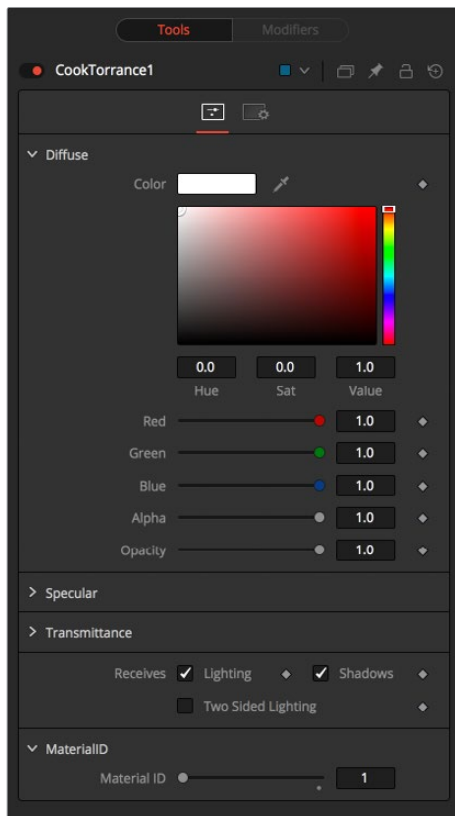 Tools Modifiers
CookTorrance1
Diffuse
Color
0.0 0.0 1.0
Hue Sat Value
Red 1.0
Green 1.0
Blue 1.0
Alpha 1.0
Opacity 1.0
Specular
Transmittance
Receives Lighting Shadows
Two Sided Lighting
MaterialID
Material ID 1